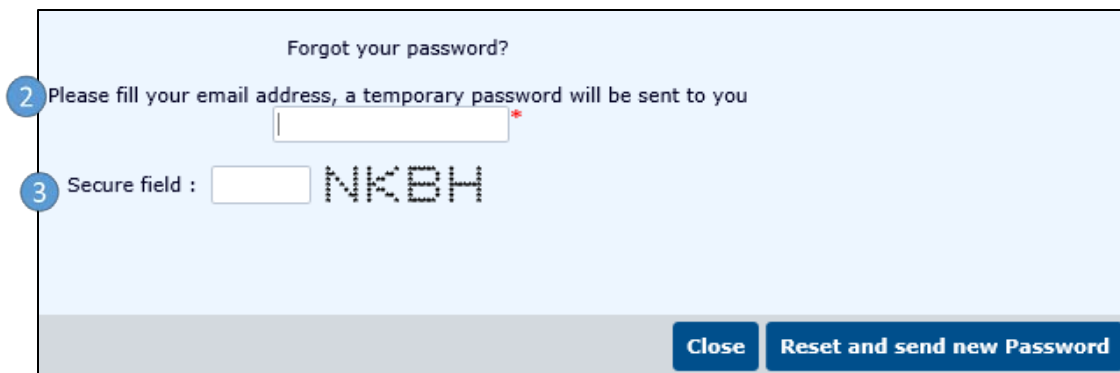 Forgot your password?
2 Please fill your email address, a temporary password will be sent to you
*
3 Secure field : NKBH
Close Reset and send new Password